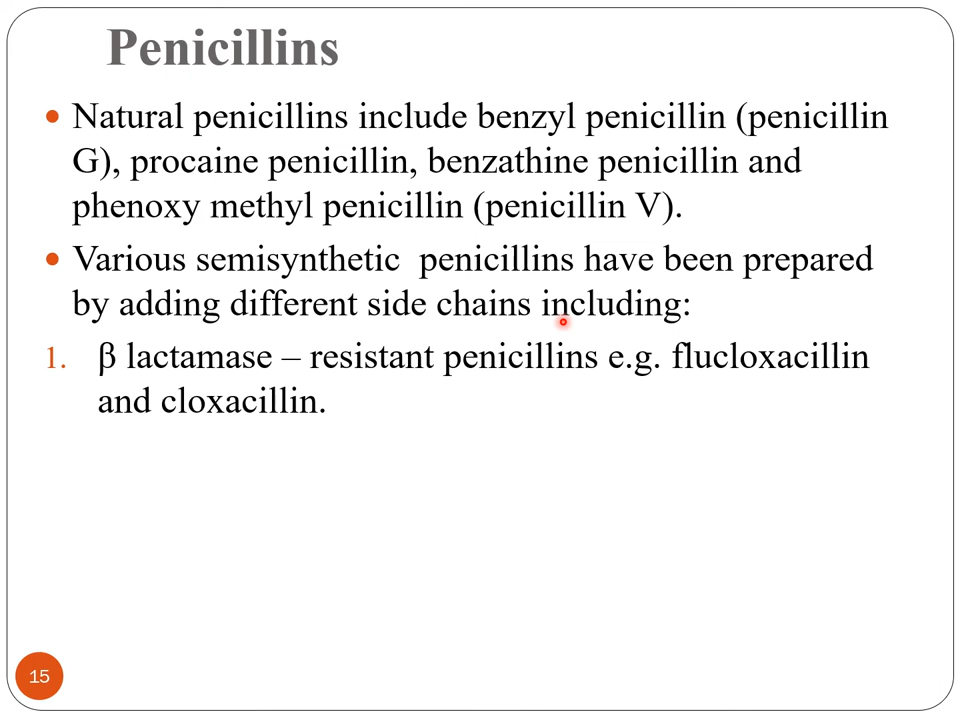 Penicillins
• Natural penicillins include benzyl penicillin (penicillin
G), procaine penicillin, benzathine penicillin and
phenoxy methyl penicillin (penicillin V).
• Various semisynthetic  penicillins have been prepared
by adding different side chains including:
1. β lactamase – resistant penicillins e.g. flucloxacillin
and cloxacillin.
15